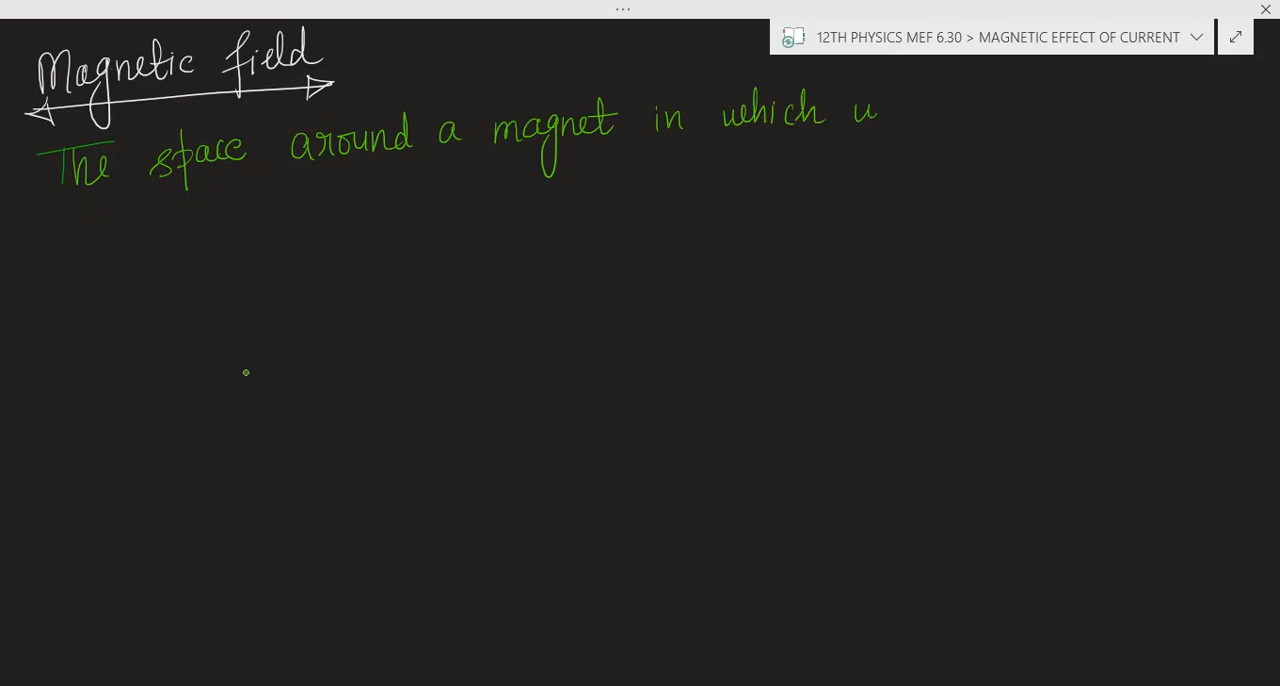 12TH PHYSICS MEF 6.30 > MAGNETIC EFFECT OF CURRENT
Magnetic field
The space around a magnet in which u